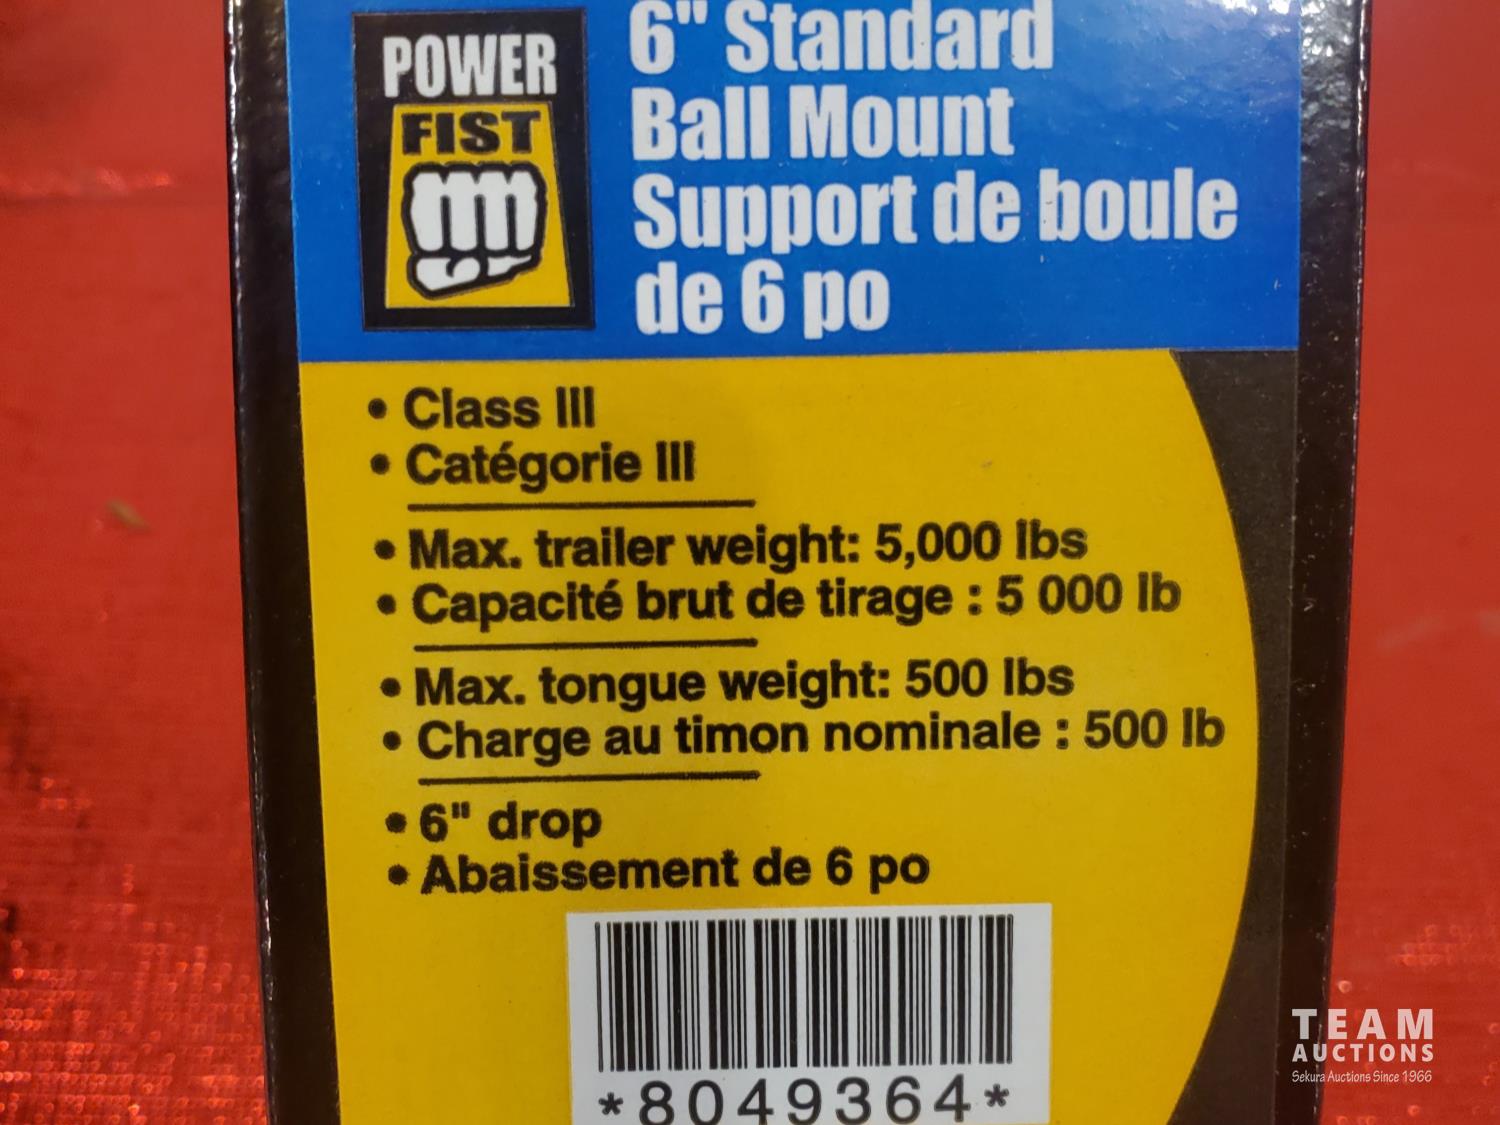 POWER
FIST
6" Standard
Ball Mount
Support de boule
de 6 po
• Class III
• Catégorie III
• Max. trailer weight: 5,000 lbs
• Capacité brut de tirage : 5 000 lb
• Max. tongue weight: 500 lbs
• Charge au timon nominale : 500 lb
• 6" drop
• Abaissement de 6 po
*8049364*
TEAM
AUCTIONS
Sekura Auctions Since 1966